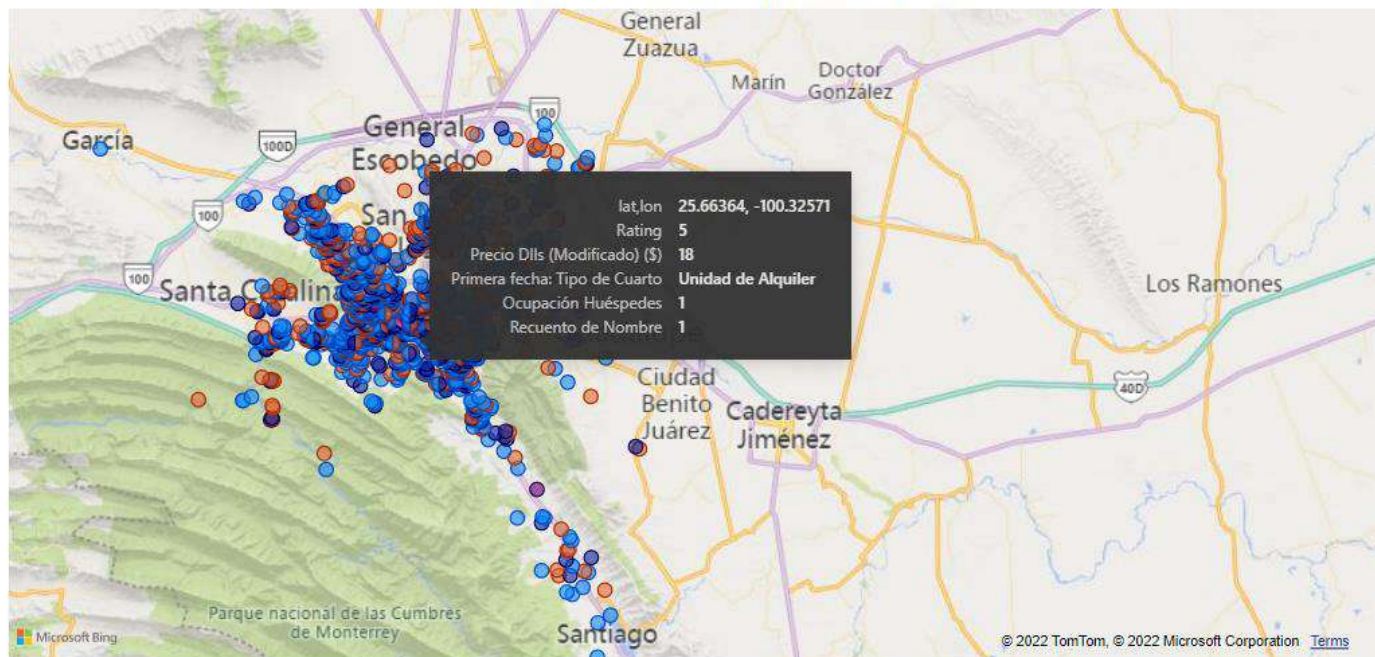 General
Zuazua
Marín
Doctor
González
100
García
100D
General
Escobedo
100
San
lat,lon 25.66364, -100.32571
Rating 5
Precio Dlls (Modificado) ($) 18
Primera fecha: Tipo de Cuarto Unidad de Alquiler
Ocupación Huéspedes 1
Recuento de Nombre 1
100
Santa Catalina
Los Ramones
Ciudad
Benito
Juárez
40D
Cadereyta
Jiménez
Parque nacional de las Cumbres
de Monterrey
Microsoft Bing
Santiago
© 2022 TomTom, © 2022 Microsoft Corporation Terms